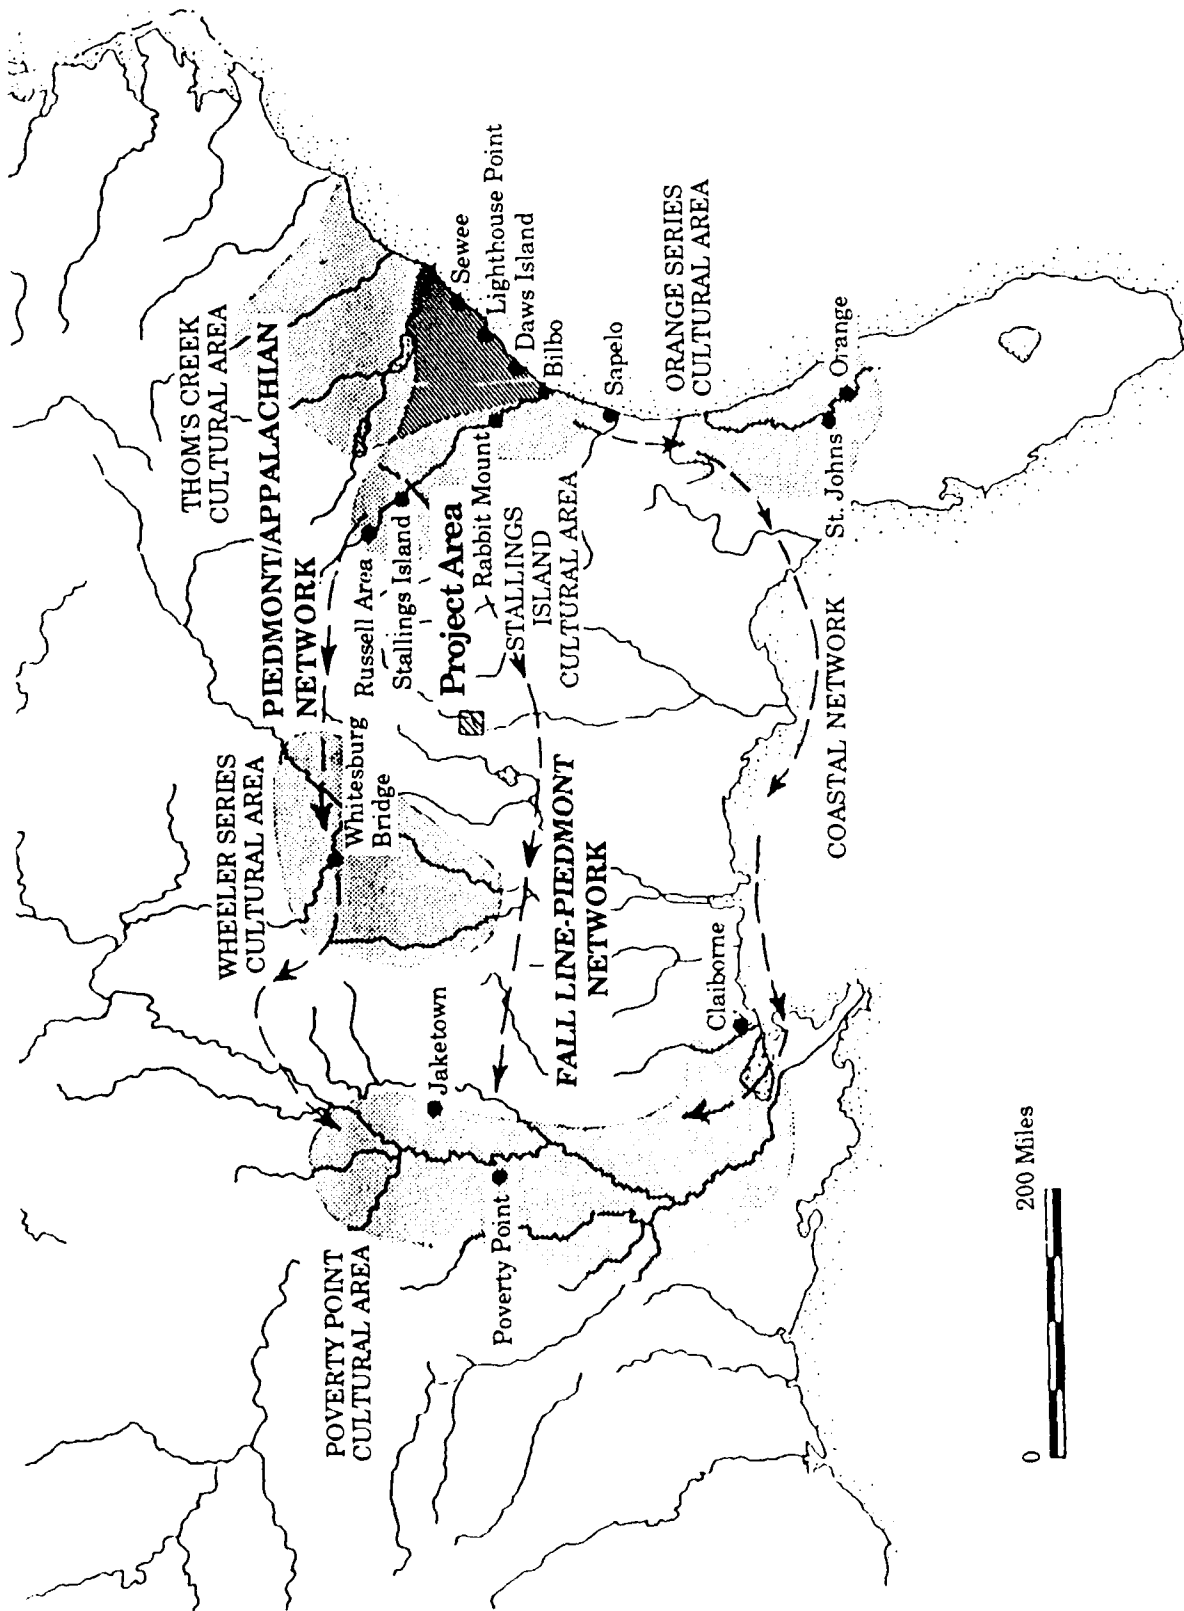 THOM'S CREEK
CULTURAL AREA
PIEDMONT/APPALACHIAN
NETWORK
WHEELER SERIES
CULTURAL AREA
POVERTY POINT
CULTURAL AREA
Sewee
Lighthouse Point
Daws Island
Bilbo
Sapelo
ORANGE SERIES
CULTURAL AREA
Orange
St. Johns
Russell Area
Stallings Island
Project Area
Rabbit Mount
STALLINGS
ISLAND
CULTURAL AREA
Whitesburg
Bridge
FALL LINE-PIEDMONT
NETWORK
COASTAL NETWORK
Jaketown
Claiborne
Poverty Point
0
200 Miles